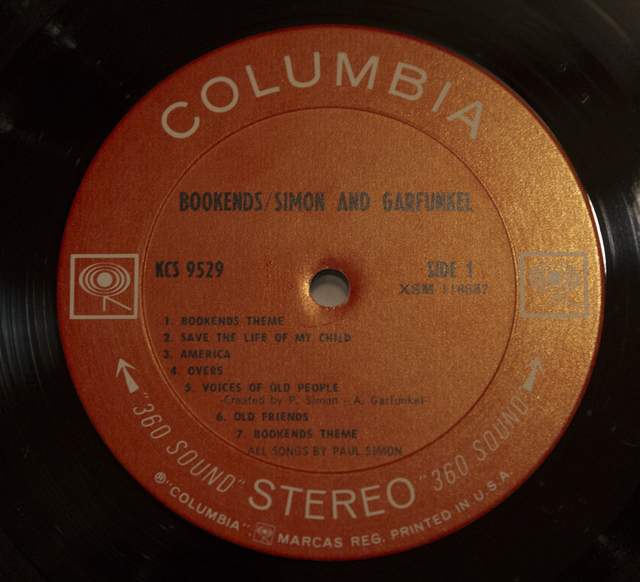 COLUMBIA
BOOKENDS/SIMON AND GARFUNKEL
KCS 9529
SIDE 1
XSM
1. BOOKENDS THEME
2. SAVE THE LIFE OF MY CHILD
3. AMERICA
4. OVERS
5. VOICES OF OLD PEOPLE
-Created by P. Simon - A. Garfunkel-
6. OLD FRIENDS
7. BOOKENDS THEME
ALL SONGS BY PAUL SIMON
"360 SOUND" STEREO "360 SOUND"
® "COLUMBIA", MARCAS REG. PRINTED IN U.S.A.